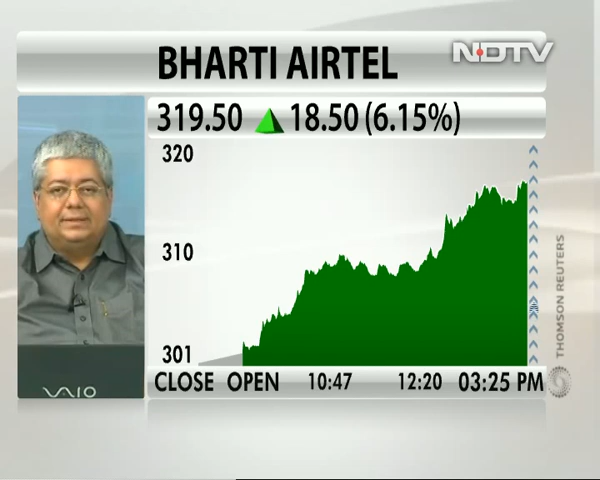 BHARTI AIRTEL
NDTV
319.50 18.50 (6.15%)
320
310
301
CLOSE OPEN 10:47 12:20 03:25 PM
THOMSON REUTERS
VAIO